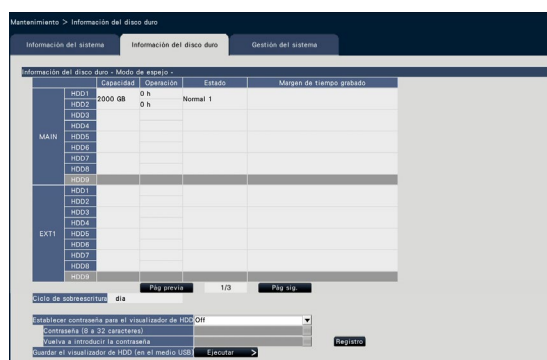 Mantenimiento > Información del disco duro
Información del sistema Información del disco duro Gestión del sistema
Información del disco duro - Modo de espejo -
Capacidad Operación Estado Margen de tiempo grabado
MAIN
HDD1 2000 GB 0 h Normal 1
HDD2 0 h
HDD3
HDD4
HDD5
HDD6
HDD7
HDD8
HDD9
EXT1
HDD1
HDD2
HDD3
HDD4
HDD5
HDD6
HDD7
HDD8
HDD9
Pág previa 1/3 Pág sig.
Ciclo de sobreescritura día
Establecer contraseña para el visualizador de HDD Off
Contraseña (8 a 32 caracteres)
Vuelva a introducir la contraseña Registro
Guardar el visualizador de HDD (en el medio USB) Ejecutar >